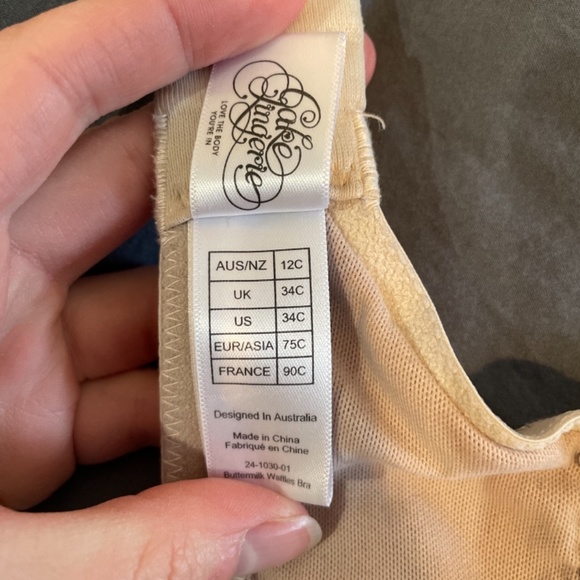 Cake
Lingerie
LOVE THE BODY
YOU'RE IN
AUS/NZ 12C
UK 34C
US 34C
EUR/ASIA 75C
FRANCE 90C
Designed In Australia
Made in China
Fabriqué en Chine
24-1030-01
Buttermilk Waffles Bra